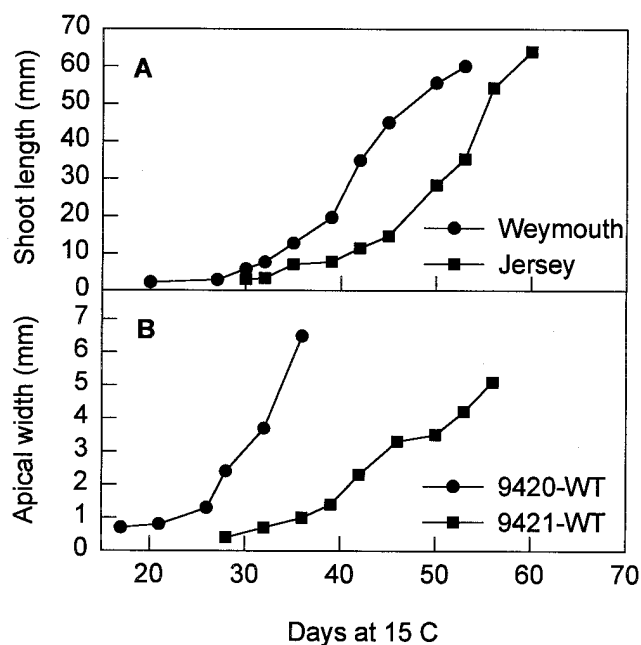 Shoot length (mm)
70
60
50
40
30
20
10
0
A
Weymouth
Jersey
Apical width (mm)
7
6
5
4
3
2
1
0
B
9420-WT
9421-WT
20 30 40 50 60 70
Days at 15 C